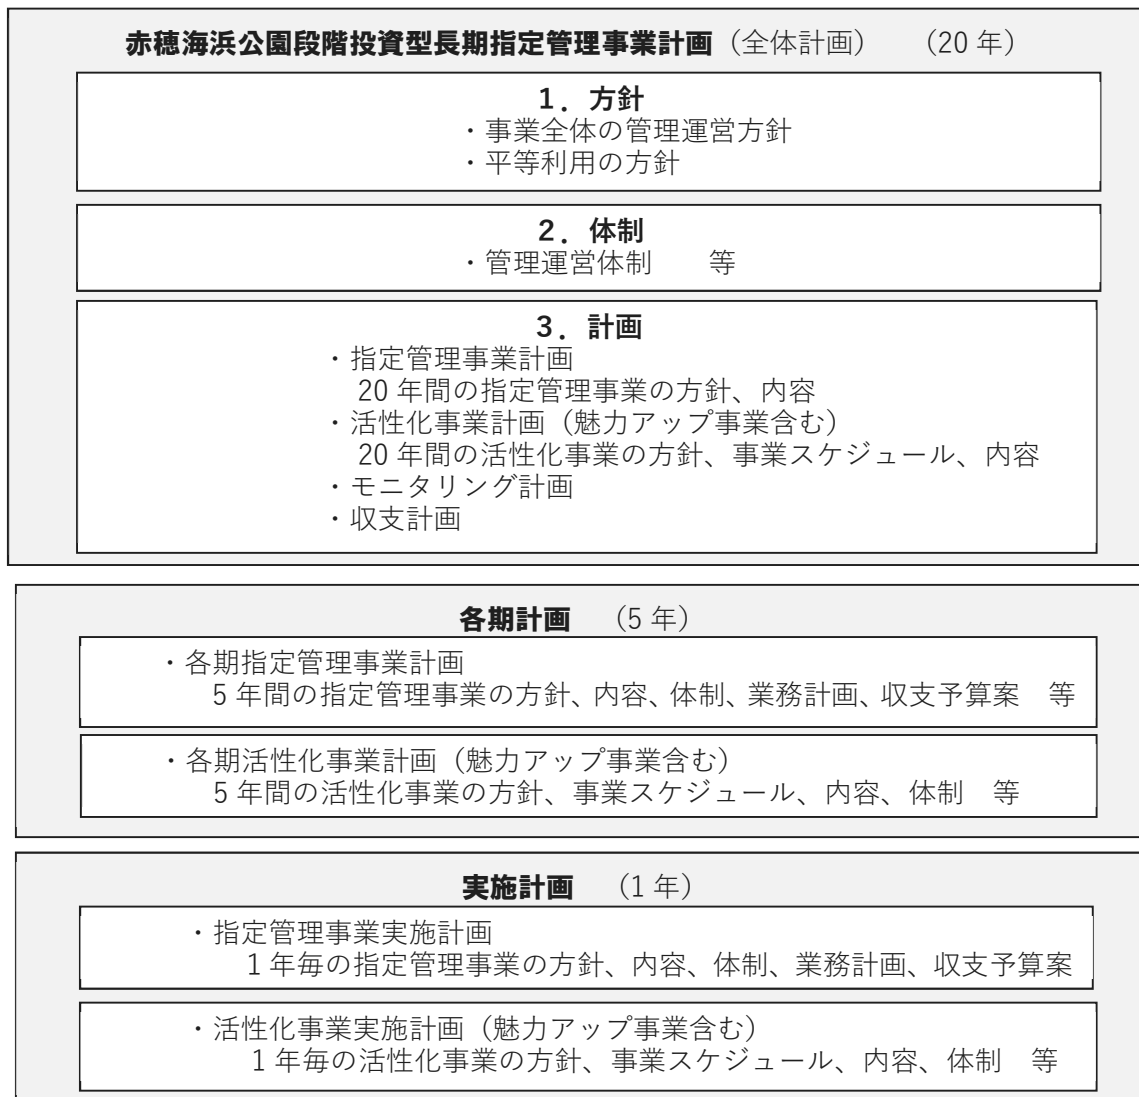 赤穂海浜公園段階投資型長期指定管理事業計画（全体計画）　（20 年）
１．方針
・事業全体の管理運営方針
・平等利用の方針
２．体制
・管理運営体制　　等
３．計画
・指定管理事業計画
20 年間の指定管理事業の方針、内容
・活性化事業計画（魅力アップ事業含む）
20 年間の活性化事業の方針、事業スケジュール、内容
・モニタリング計画
・収支計画
各期計画　（5 年）
・各期指定管理事業計画
5 年間の指定管理事業の方針、内容、体制、業務計画、収支予算案　等
・各期活性化事業計画（魅力アップ事業含む）
5 年間の活性化事業の方針、事業スケジュール、内容、体制　等
実施計画　（1 年）
・指定管理事業実施計画
1 年毎の指定管理事業の方針、内容、体制、業務計画、収支予算案
・活性化事業実施計画（魅力アップ事業含む）
1 年毎の活性化事業の方針、事業スケジュール、内容、体制　等